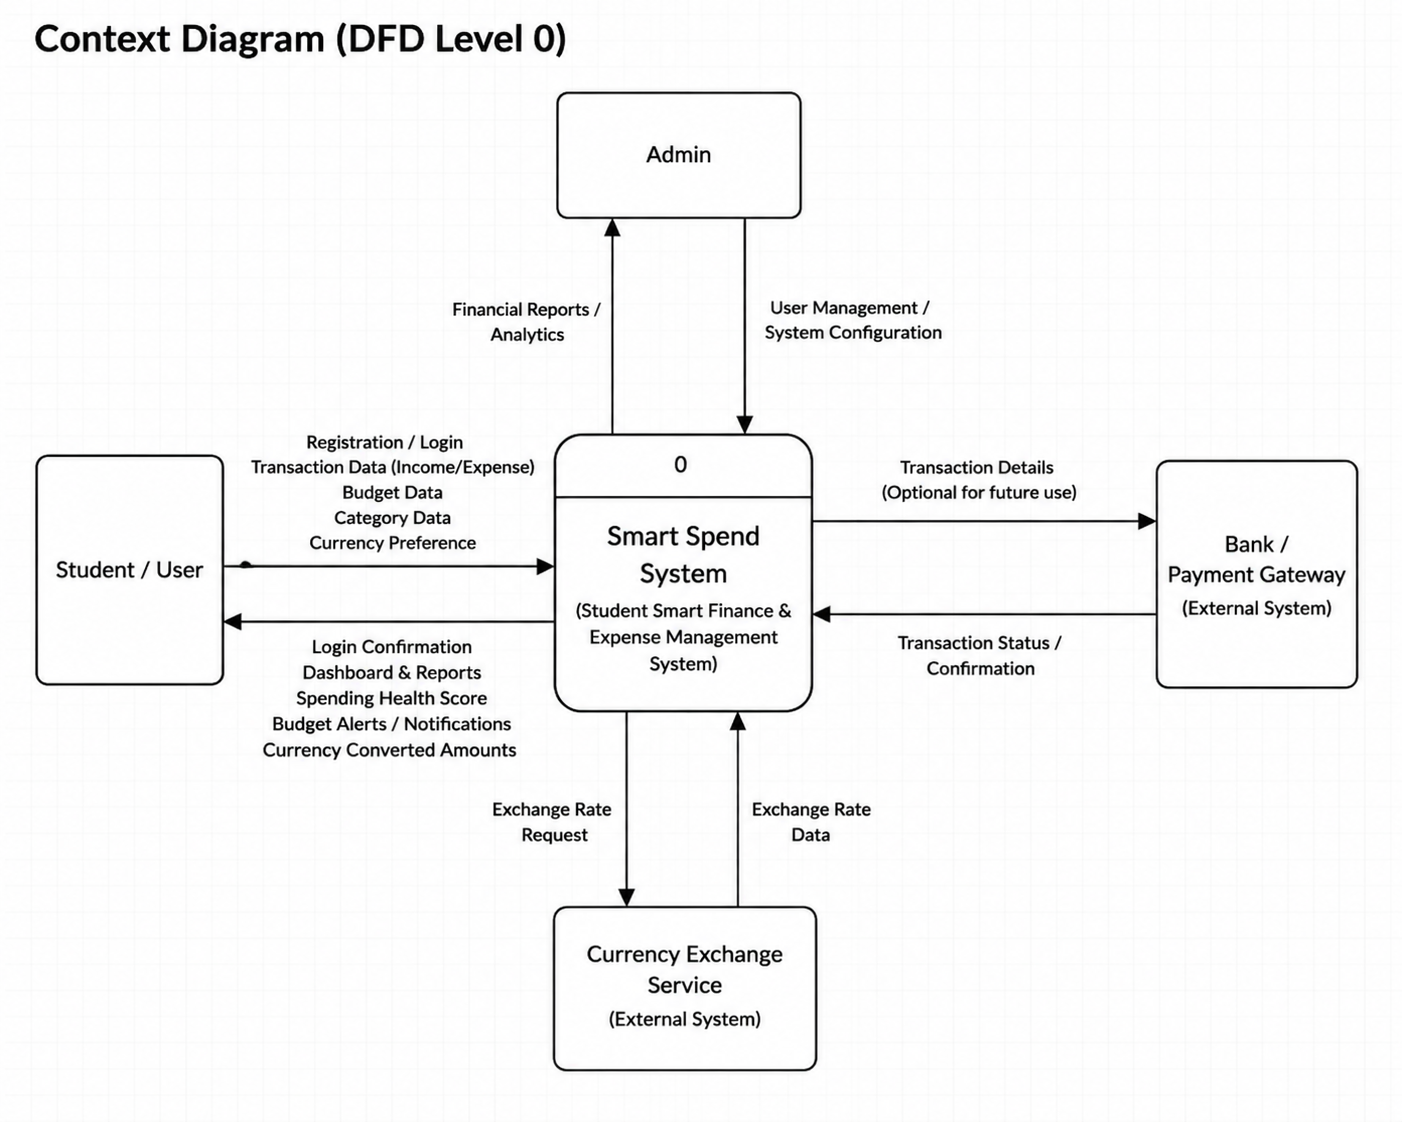 Context Diagram (DFD Level 0)
Admin
Financial Reports /
Analytics
User Management /
System Configuration
Registration / Login
Transaction Data (Income/Expense)
Budget Data
Category Data
Currency Preference
Student / User
Login Confirmation
Dashboard & Reports
Spending Health Score
Budget Alerts / Notifications
Currency Converted Amounts
0
Smart Spend
System
(Student Smart Finance &
Expense Management
System)
Transaction Details
(Optional for future use)
Bank /
Payment Gateway
(External System)
Transaction Status /
Confirmation
Exchange Rate
Request
Exchange Rate
Data
Currency Exchange
Service
(External System)